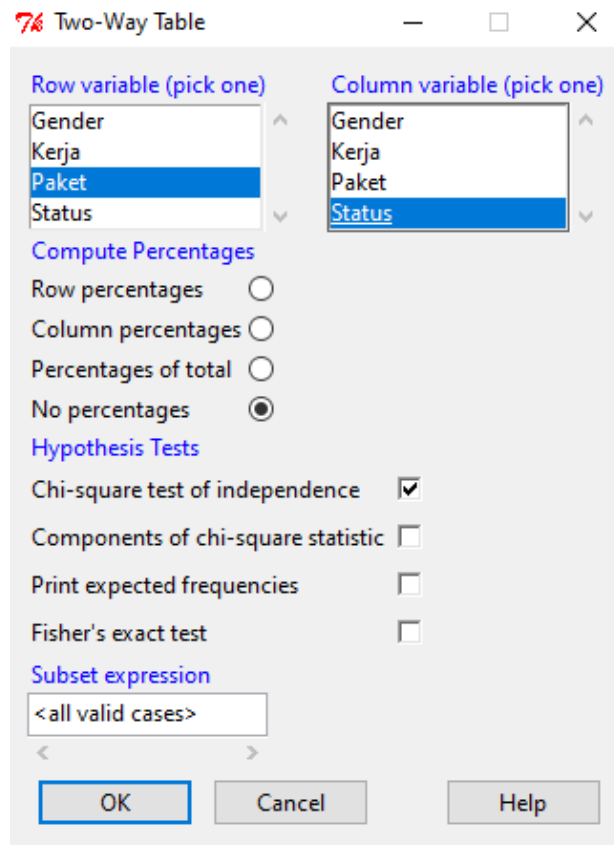 Two-Way Table
Row variable (pick one)
Gender
Kerja
Paket
Status
Column variable (pick one)
Gender
Kerja
Paket
Status
Compute Percentages
Row percentages
Column percentages
Percentages of total
No percentages
Hypothesis Tests
Chi-square test of independence
Components of chi-square statistic
Print expected frequencies
Fisher's exact test
Subset expression
<all valid cases>
OK
Cancel
Help